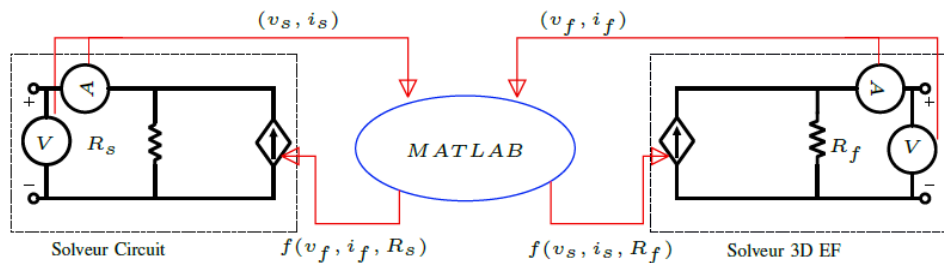 (v_s, i_s)
(v_f, i_f)
A
A
+
+
V
R_s
MATLAB
R_f
V
−
−
f(v_f, i_f, R_s)
f(v_s, i_s, R_f)
Solveur Circuit
Solveur 3D EF